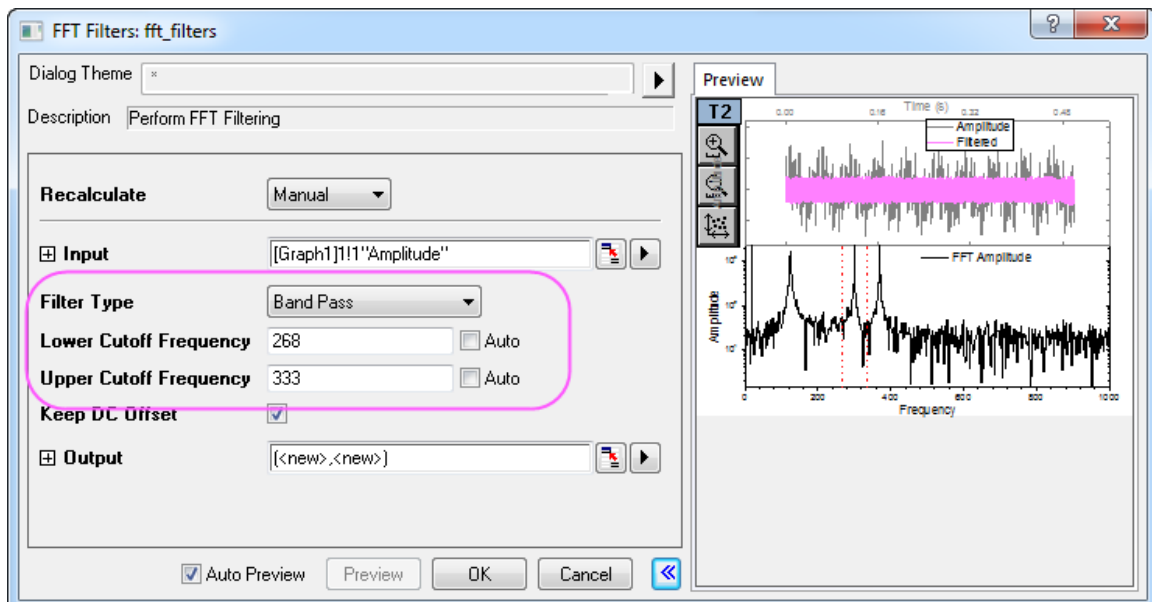 FFT Filters: fft_filters
Dialog Theme *
Description Perform FFT Filtering
Recalculate Manual
Input [Graph1]1!1"Amplitude"
Filter Type Band Pass
Lower Cutoff Frequency 268 Auto
Upper Cutoff Frequency 333 Auto
Keep DC Offset
Output (<new>,<new>)
Auto Preview Preview OK Cancel
Preview
T2
Time (s)
0.00 0.16 0.32 0.48
Amplitude
Filtered
FFT Amplitude
Amplitude
0 200 400 600 800 1000
Frequency